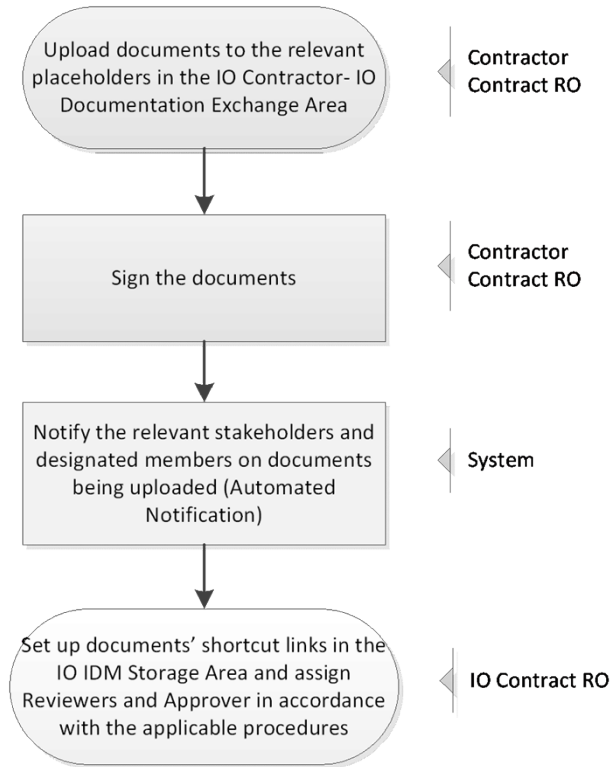 Upload documents to the relevant
placeholders in the IO Contractor- IO
Documentation Exchange Area
Contractor
Contract RO
Sign the documents
Contractor
Contract RO
Notify the relevant stakeholders and
designated members on documents
being uploaded (Automated
Notification)
System
Set up documents’ shortcut links in the
IO IDM Storage Area and assign
Reviewers and Approver in accordance
with the applicable procedures
IO Contract RO